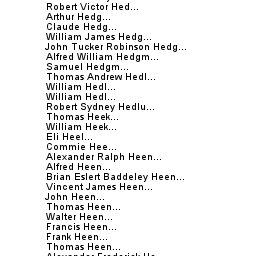 Robert Victor Hed...
Arthur Hedg...
Claude Hedg...
William James Hedg...
John Tucker Robinson Hedg...
Alfred William Hedgm...
Samuel Hedgm...
Thomas Andrew Hedl...
William Hedl...
William Hedl...
Robert Sydney Hedlu...
Thomas Heek...
William Heek...
Eli Heel...
Commie Hee...
Alexander Ralph Heen...
Alfred Heen...
Brian Eslert Baddeley Heen...
Vincent James Heen...
John Heen...
Thomas Heen...
Walter Heen...
Francis Heen...
Frank Heen...
Thomas Heen...
Alexander Frederick He...